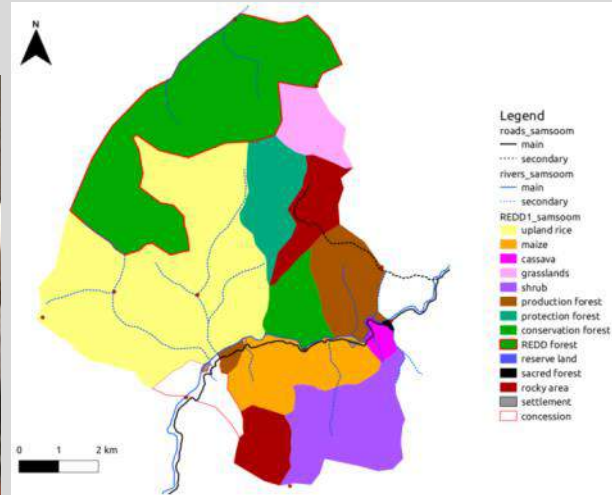 N
Legend
roads_samsoom
main
secondary
rivers_samsoom
main
secondary
REDD1_samsoom
upland rice
maize
cassava
grasslands
shrub
production forest
protection forest
conservation forest
REDD forest
reserve land
sacred forest
rocky area
settlement
concession
0 1 2 km